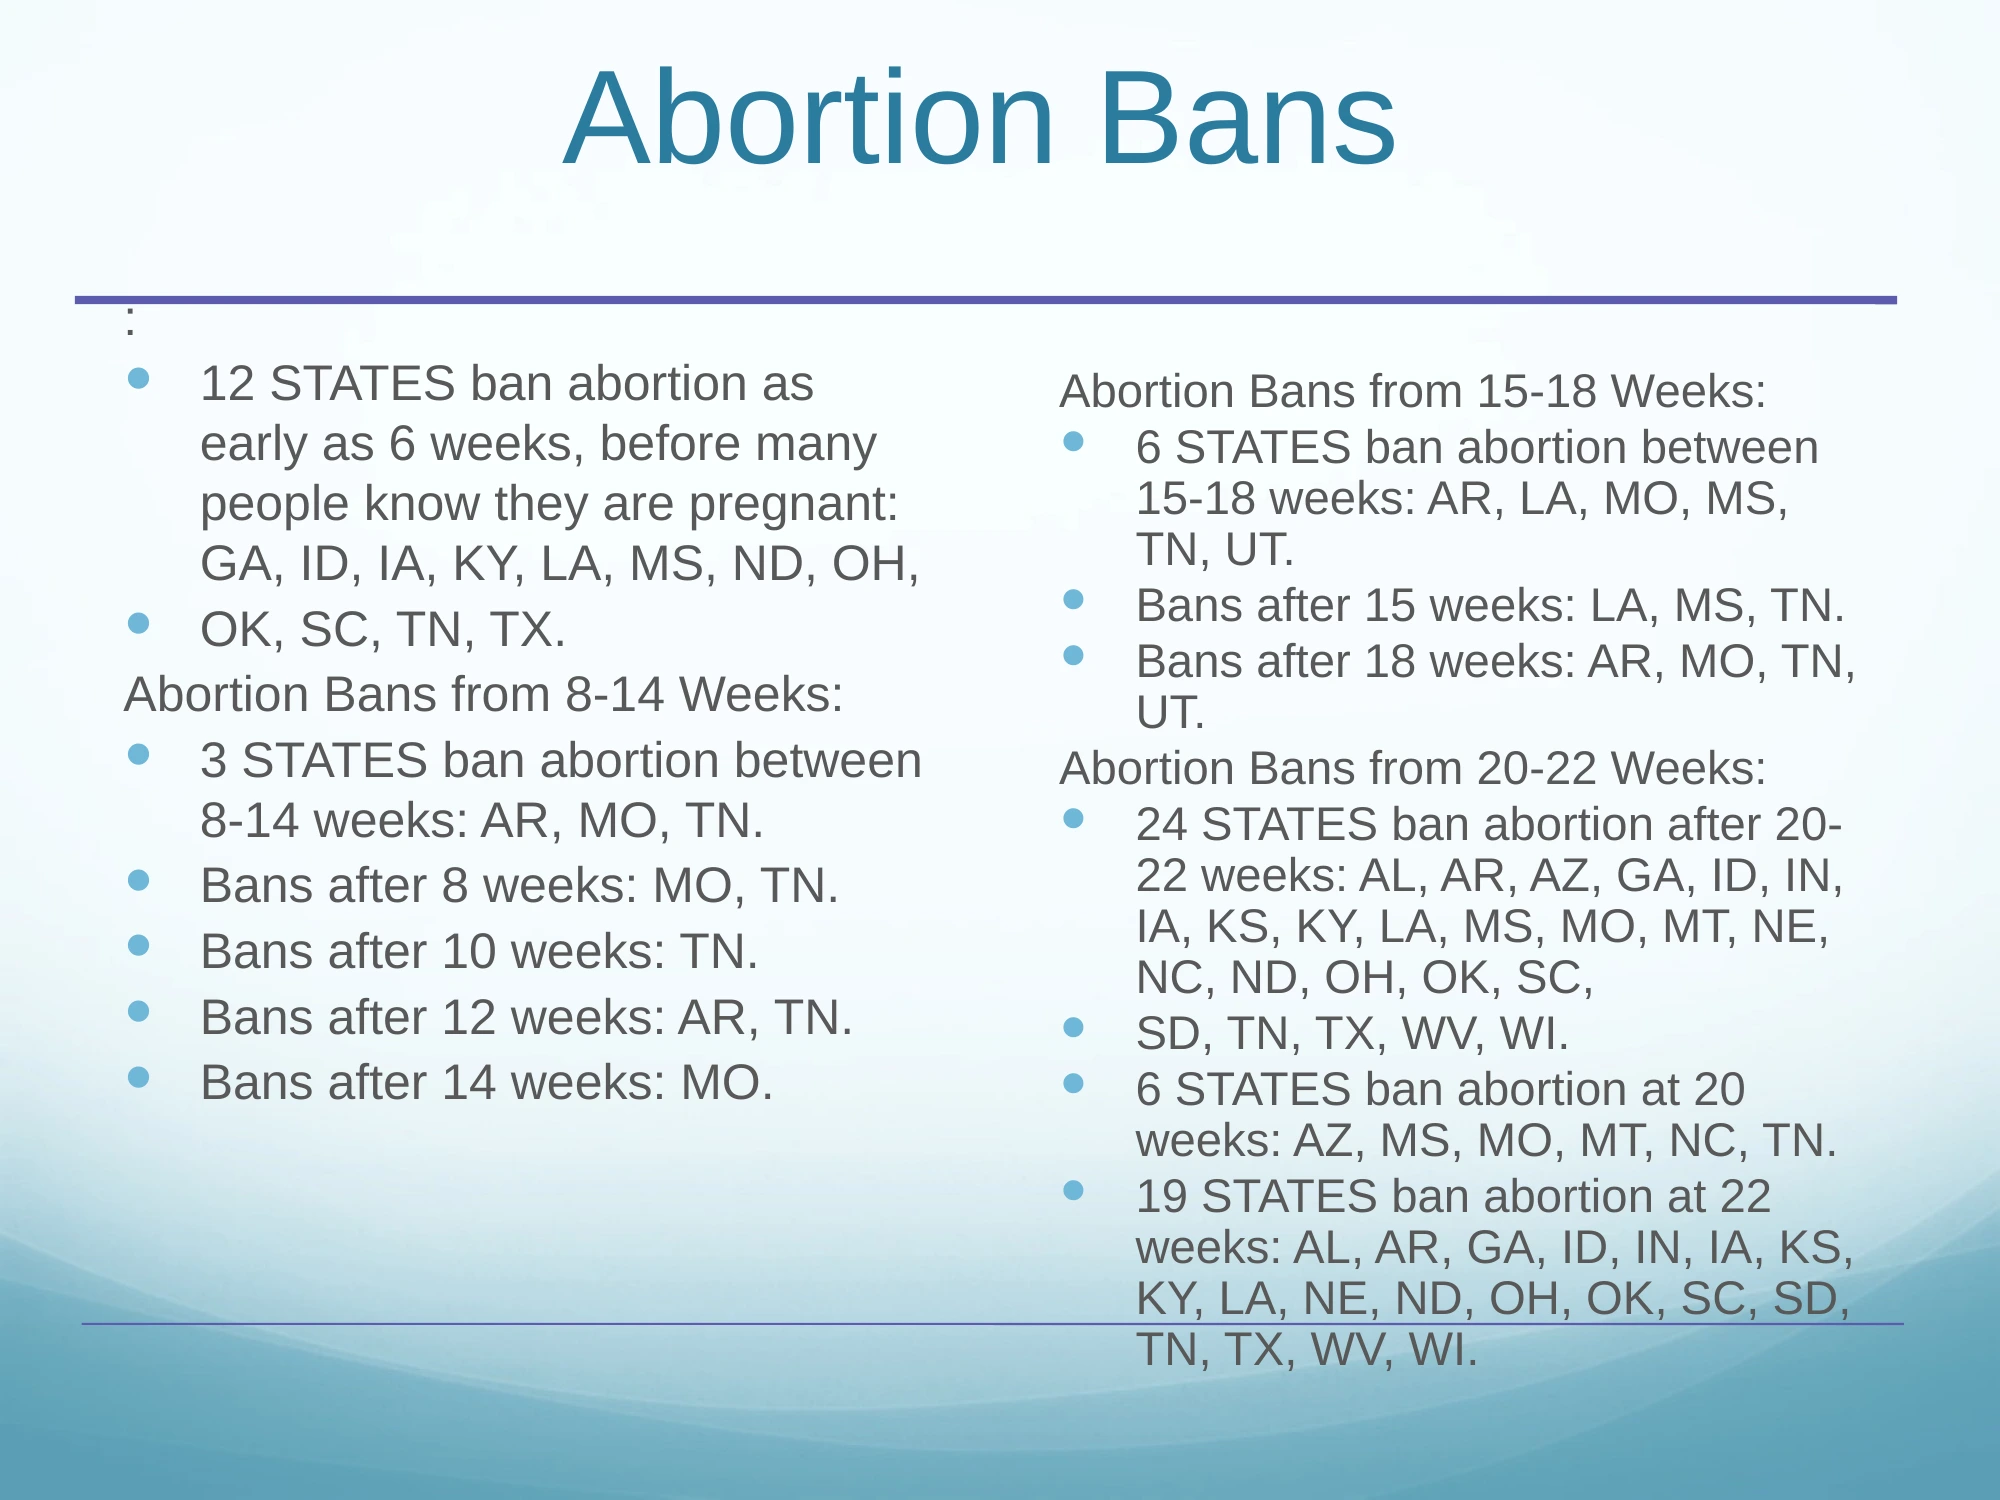 Abortion Bans
:
12 STATES ban abortion as
early as 6 weeks, before many
people know they are pregnant:
GA, ID, IA, KY, LA, MS, ND, OH,
OK, SC, TN, TX.
Abortion Bans from 8-14 Weeks:
3 STATES ban abortion between
8-14 weeks: AR, MO, TN.
Bans after 8 weeks: MO, TN.
Bans after 10 weeks: TN.
Bans after 12 weeks: AR, TN.
Bans after 14 weeks: MO.
Abortion Bans from 15-18 Weeks:
6 STATES ban abortion between
15-18 weeks: AR, LA, MO, MS,
TN, UT.
Bans after 15 weeks: LA, MS, TN.
Bans after 18 weeks: AR, MO, TN,
UT.
Abortion Bans from 20-22 Weeks:
24 STATES ban abortion after 20-
22 weeks: AL, AR, AZ, GA, ID, IN,
IA, KS, KY, LA, MS, MO, MT, NE,
NC, ND, OH, OK, SC,
SD, TN, TX, WV, WI.
6 STATES ban abortion at 20
weeks: AZ, MS, MO, MT, NC, TN.
19 STATES ban abortion at 22
weeks: AL, AR, GA, ID, IN, IA, KS,
KY, LA, NE, ND, OH, OK, SC, SD,
TN, TX, WV, WI.